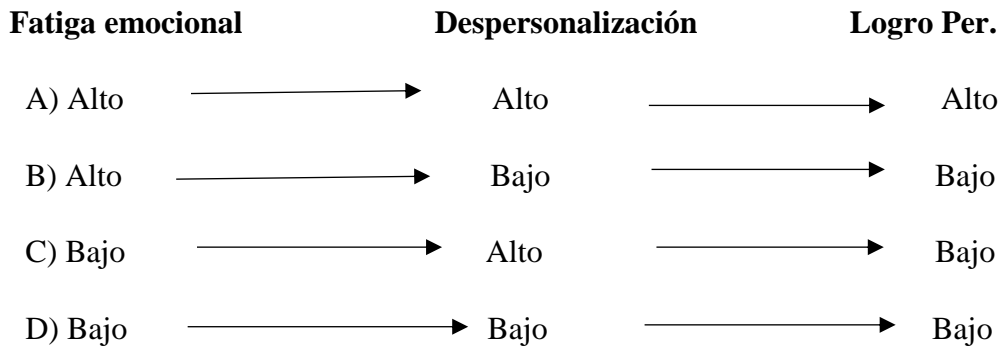 Fatiga emocional Despersonalización Logro Per.
A) Alto Alto Alto
B) Alto Bajo Bajo
C) Bajo Alto Bajo
D) Bajo Bajo Bajo